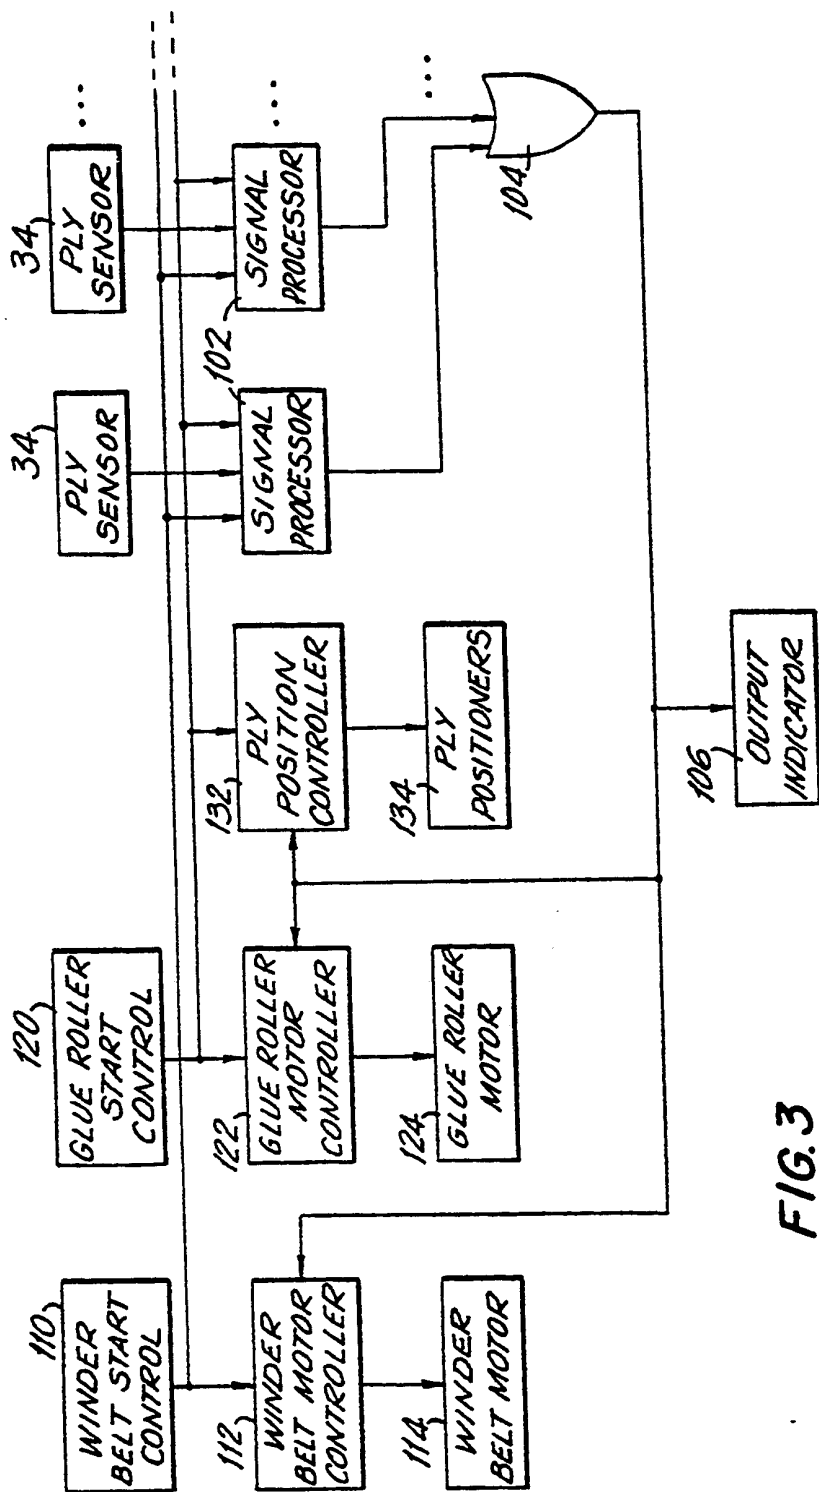 110
WINDER
BELT START
CONTROL
120
GLUE ROLLER
START
CONTROL
34
PLY
SENSOR
34
PLY
SENSOR
...
112
WINDER
BELT MOTOR
CONTROLLER
122
GLUE ROLLER
MOTOR
CONTROLLER
132
PLY
POSITION
CONTROLLER
SIGNAL
PROCESSOR
102
SIGNAL
PROCESSOR
...
114
WINDER
BELT MOTOR
124
GLUE ROLLER
MOTOR
134
PLY
POSITIONERS
...
104
106
OUTPUT
INDICATOR
FIG. 3